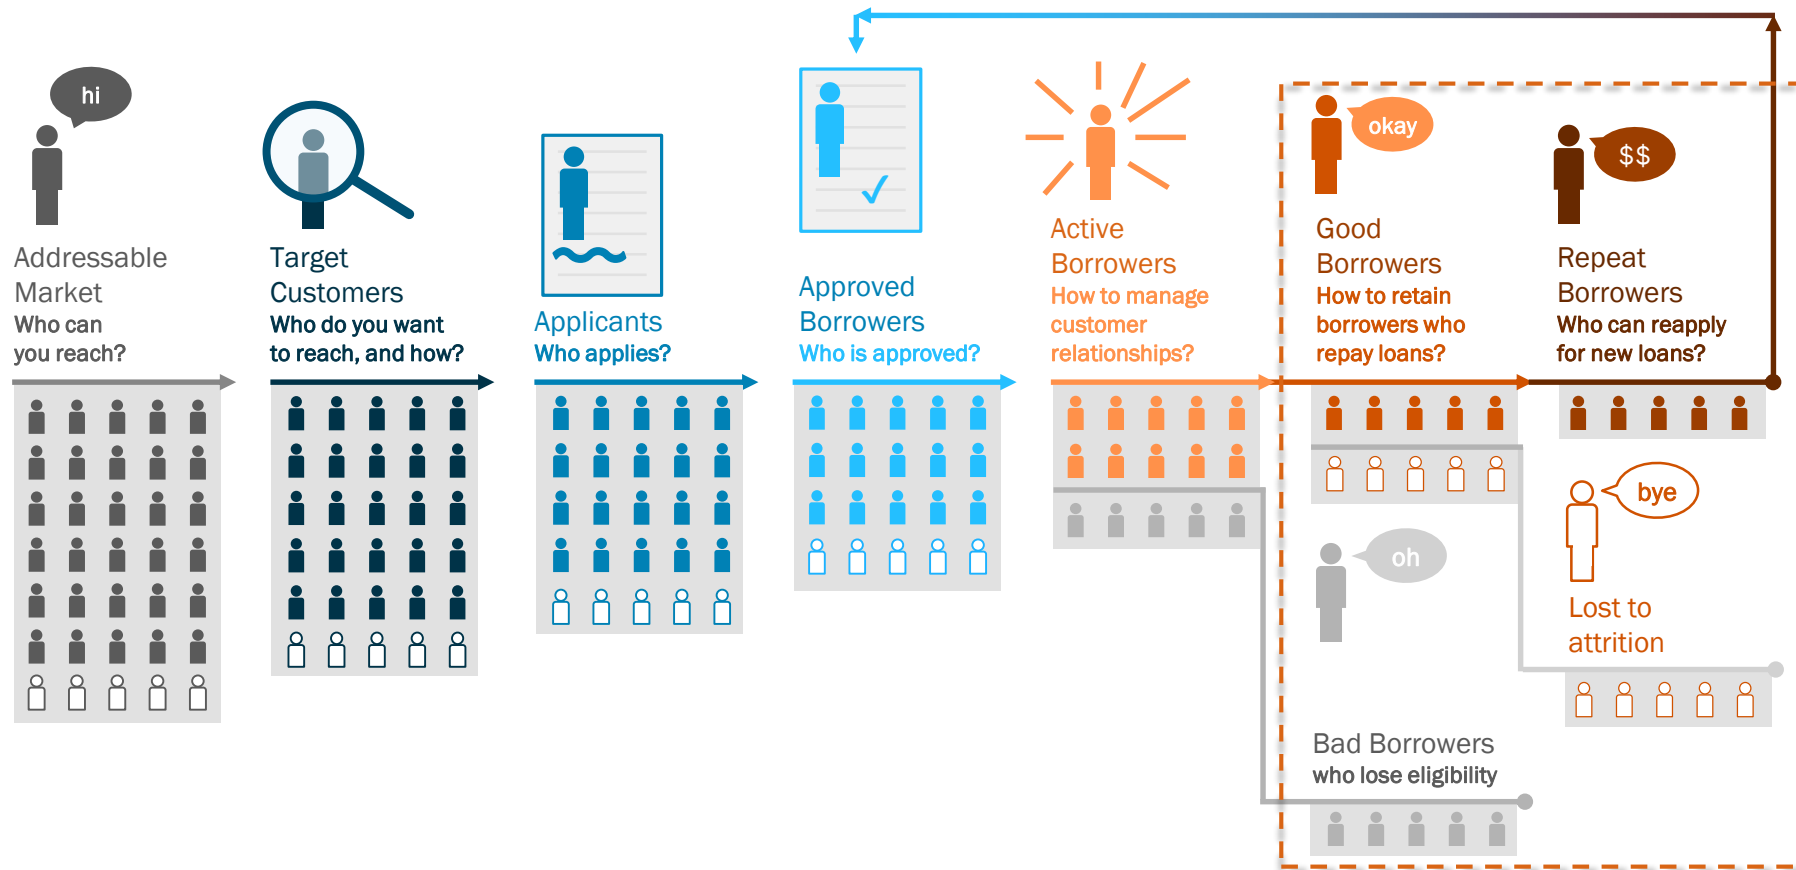 hi
Addressable
Market
Who can
you reach?
Target
Customers
Who do you want
to reach, and how?
Applicants
Who applies?
Approved
Borrowers
Who is approved?
Active
Borrowers
How to manage
customer
relationships?
okay
Good
Borrowers
How to retain
borrowers who
repay loans?
$$
Repeat
Borrowers
Who can reapply
for new loans?
bye
Lost to
attrition
oh
Bad Borrowers
who lose eligibility